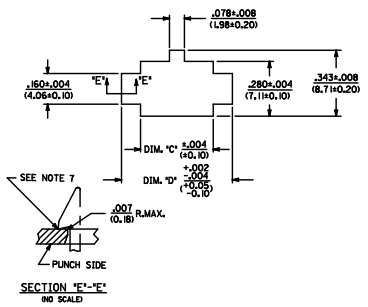 .078±.008
(1.98±0.20)
.160±.004
(4.06±0.10)
"E" "E"
.280±.004
(7.11±0.10)
.343±.008
(8.71±0.20)
DIM. "C" ±.004
(±0.10)
DIM. "D" +.002
-.004
(+0.05
-0.10)
SEE NOTE 7
.007 R.MAX.
(0.18)
PUNCH SIDE
SECTION "E"-"E"
(NO SCALE)